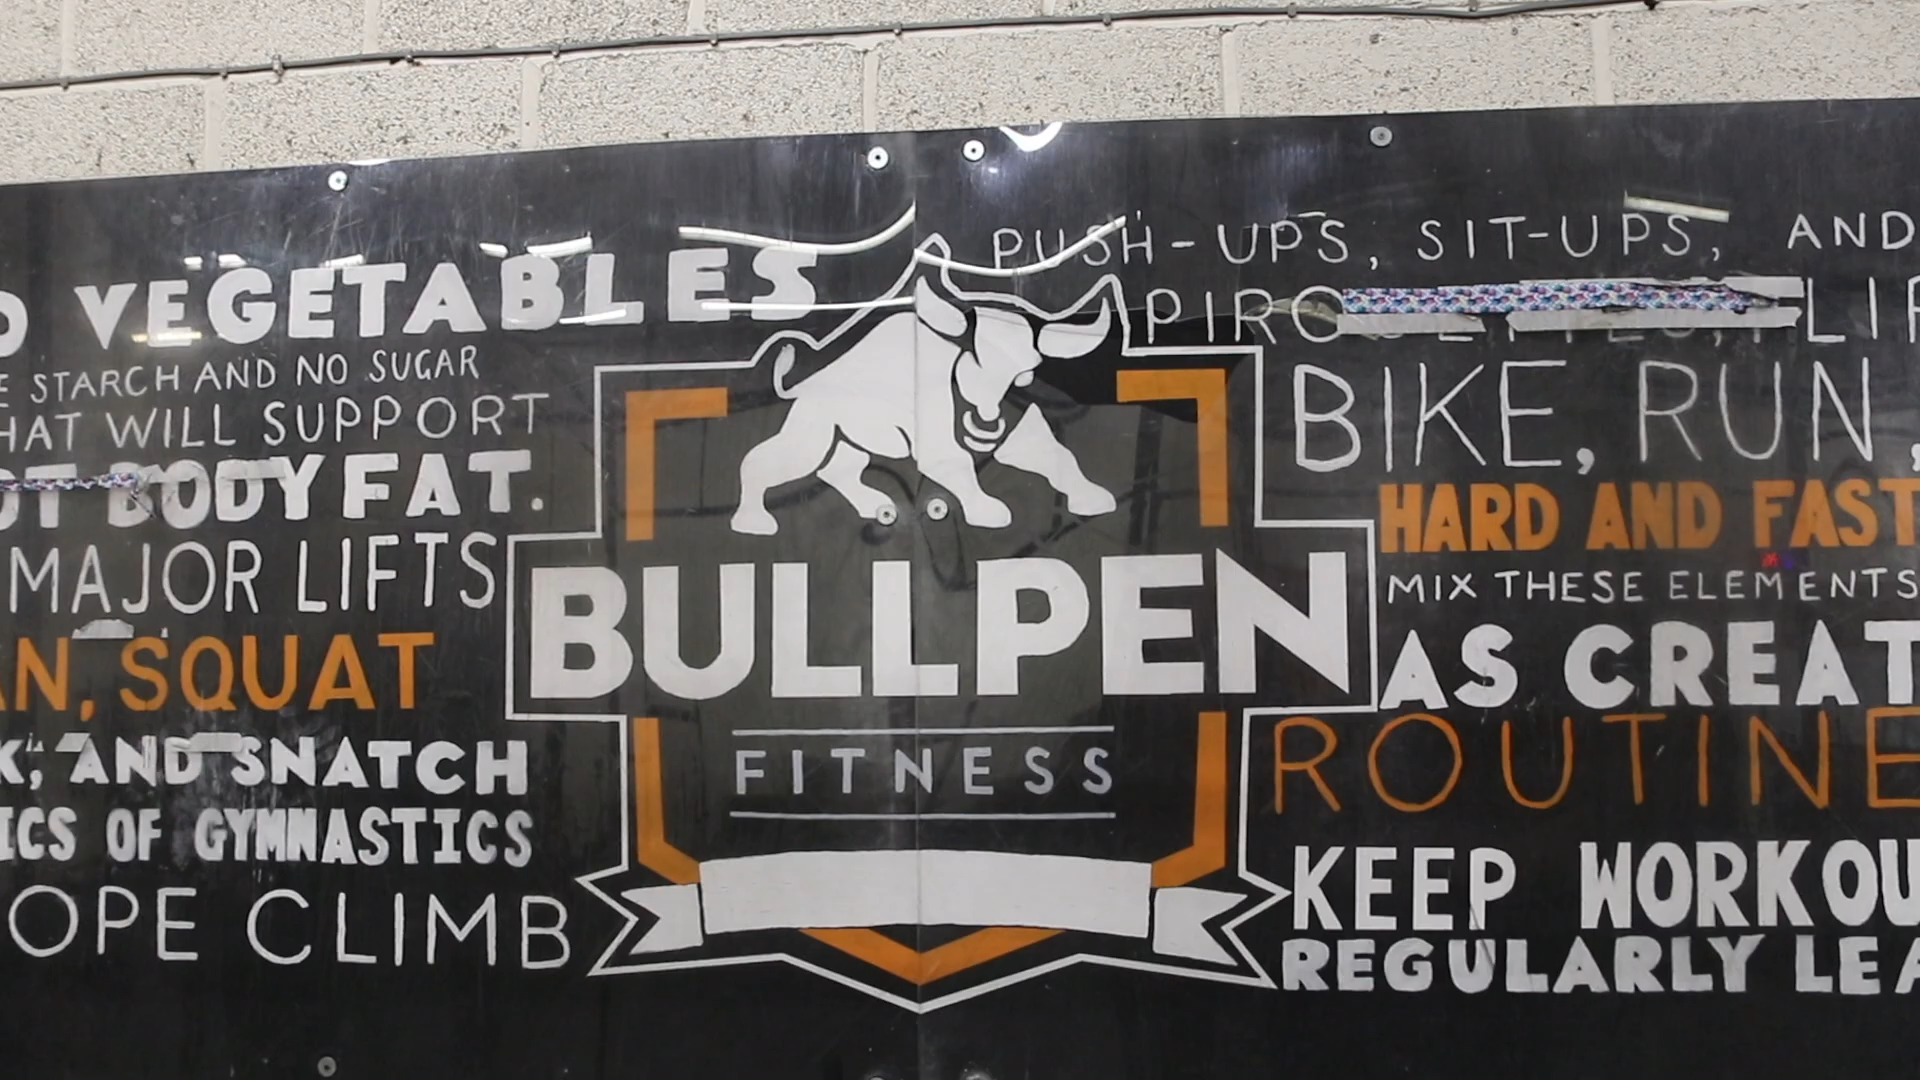 VEGETABLES
STARCH AND NO SUGAR
HAT WILL SUPPORT
BODYFAT.
MAJOR LIFTS
AN, SQUAT
K, AND SNATCH
ICS OF GYMNASTICS
OPE CLIMB
BULLPEN
FITNESS
PUSH-UPS, SIT-UPS, AND
BIKE, RUN,
HARD AND FAST
MIX THESE ELEMENTS
AS CREAT
ROUTINE
KEEP WORKOU
REGULARLY LEA